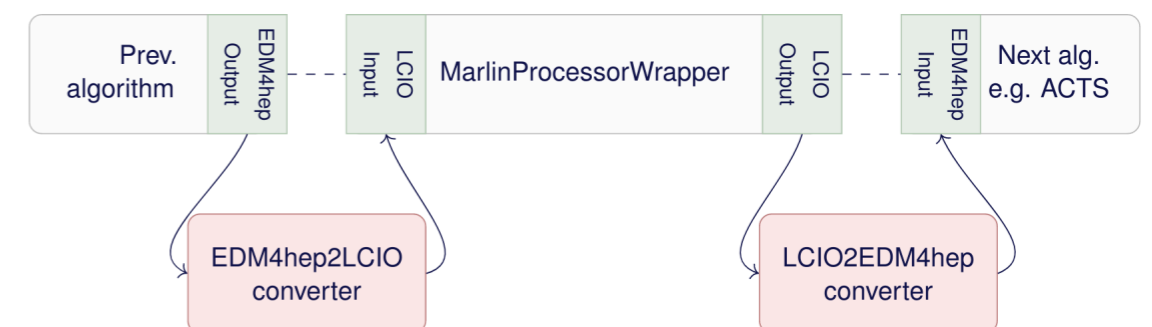 Prev.
algorithm
EDM4hep
Output
LCIO
Input
MarlinProcessorWrapper
LCIO
Output
EDM4hep
Input
Next alg.
e.g. ACTS
EDM4hep2LCIO
converter
LCIO2EDM4hep
converter